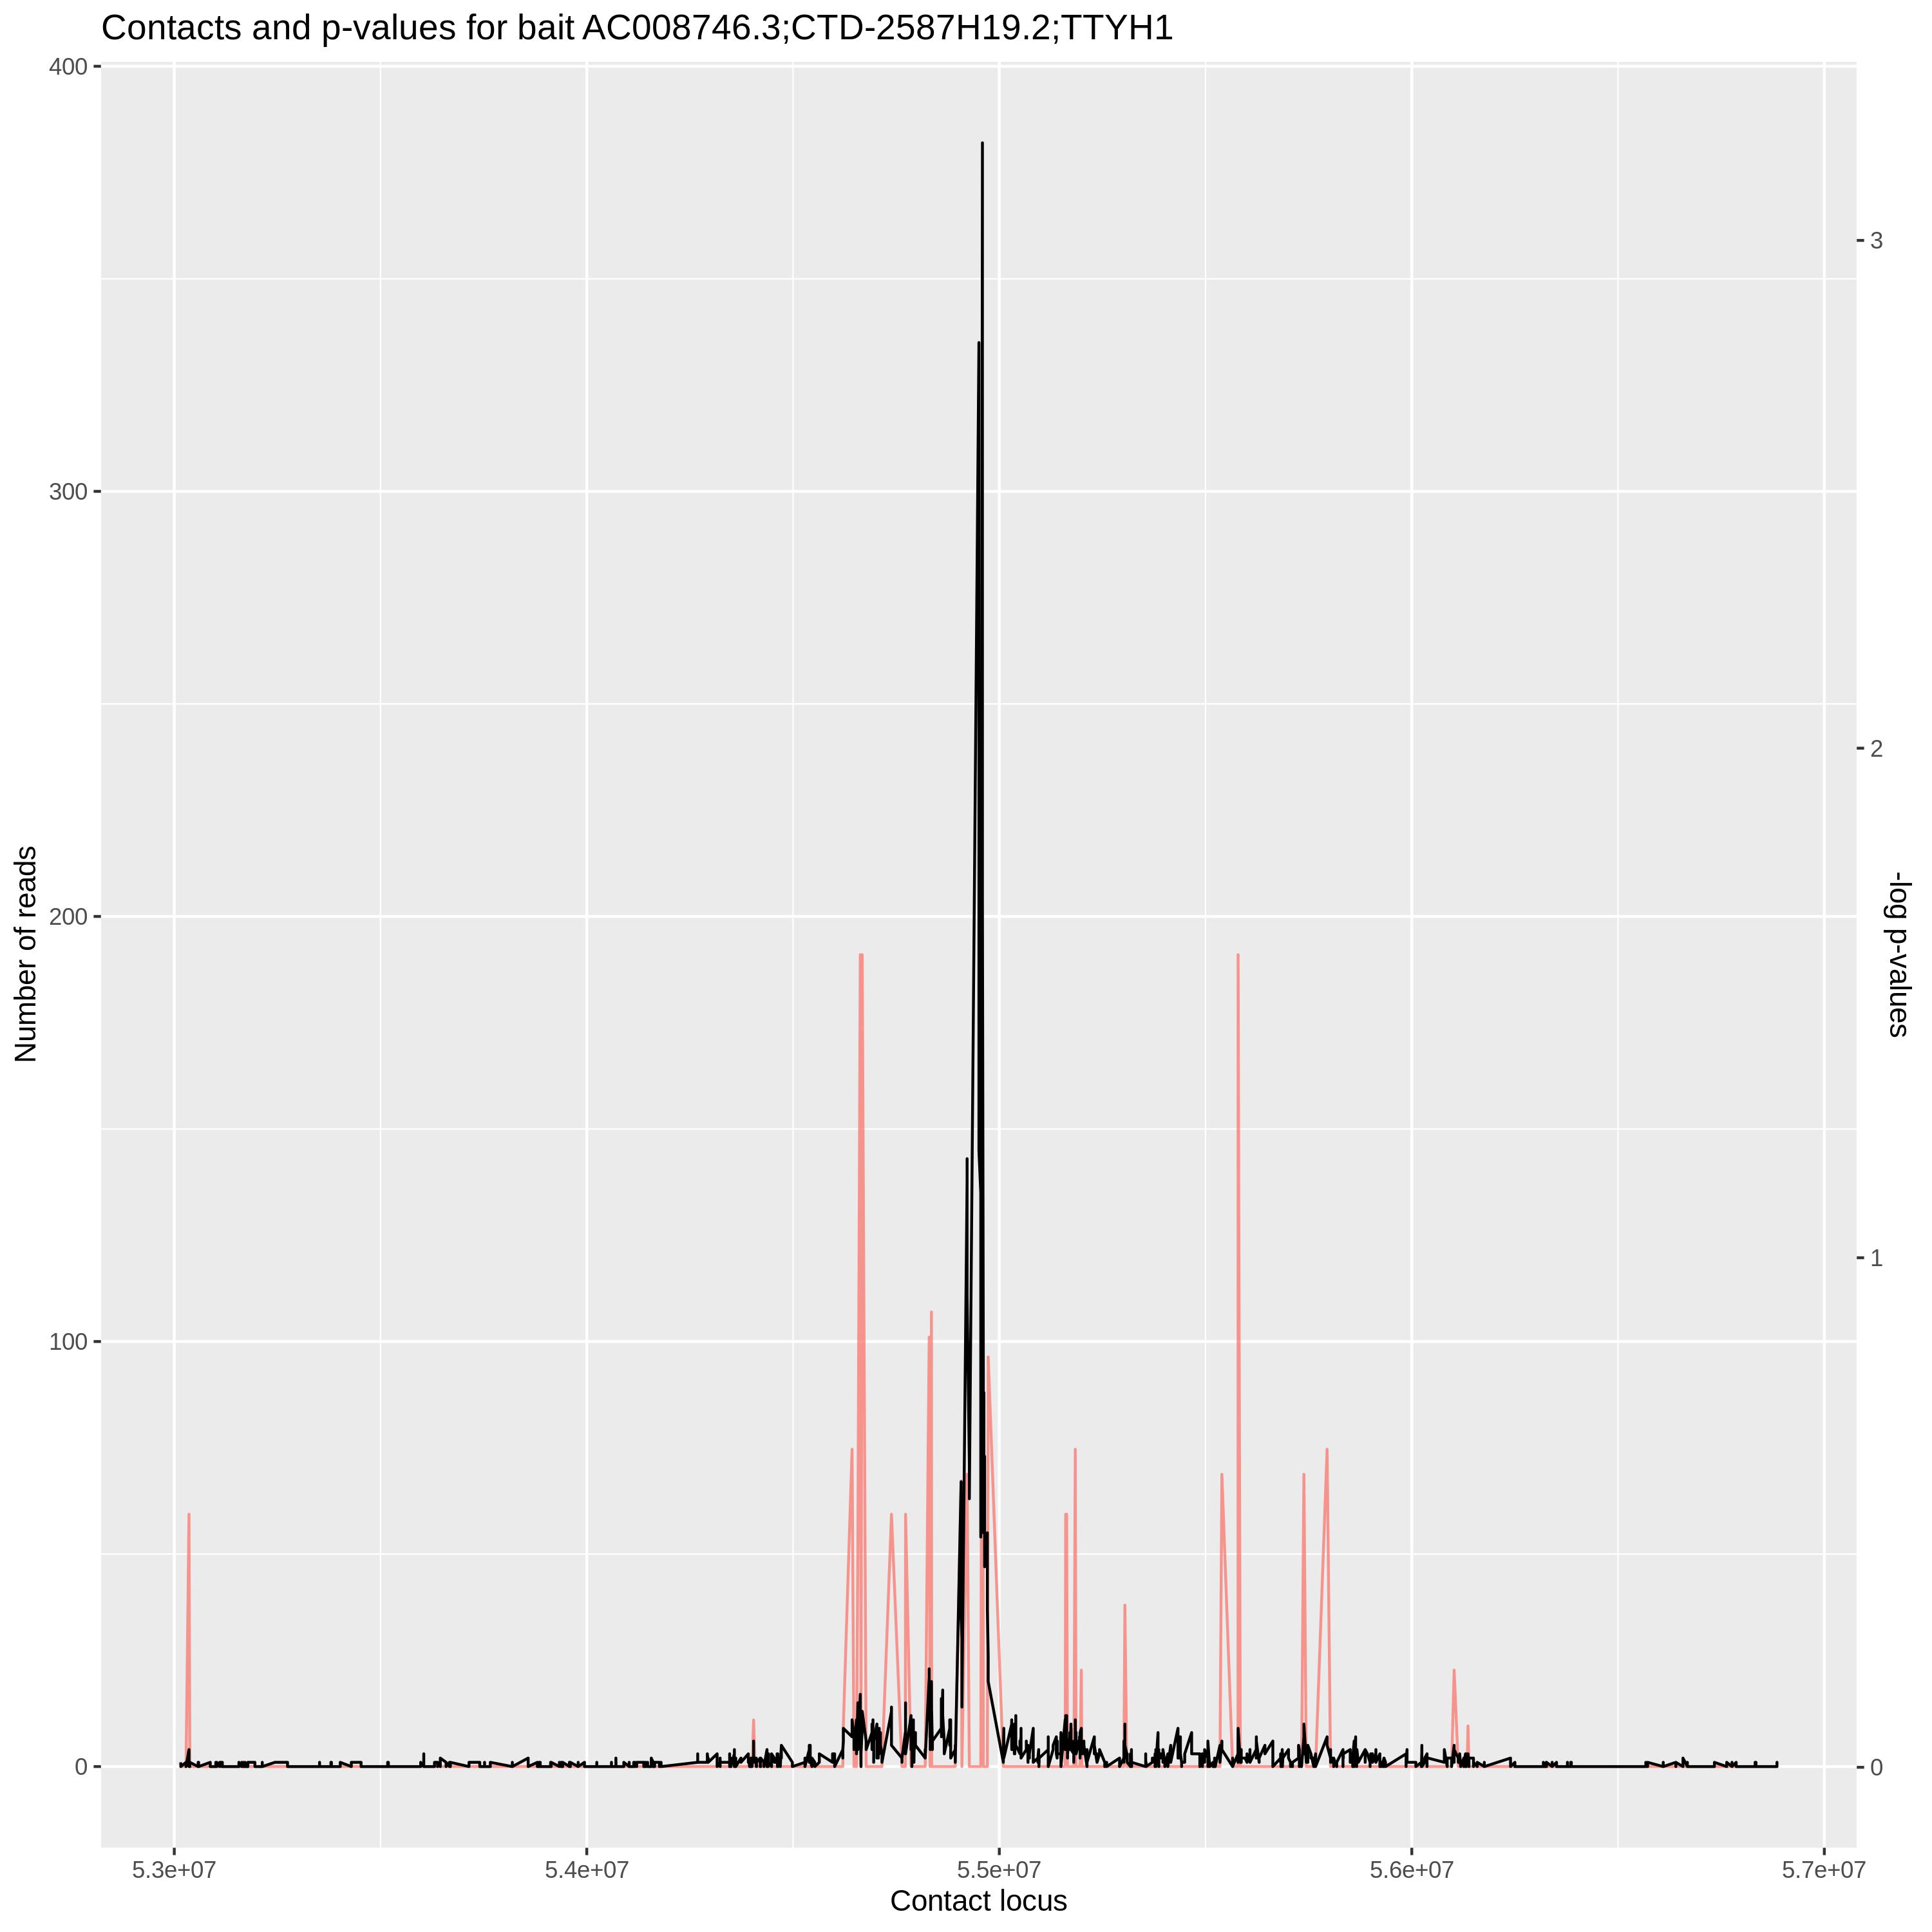 Contacts and p-values for bait AC008746.3;CTD-2587H19.2;TTYH1
400
300
200
100
0
Number of reads
3
2
1
0
-log p-values
5.3e+07
5.4e+07
5.5e+07
5.6e+07
5.7e+07
Contact locus